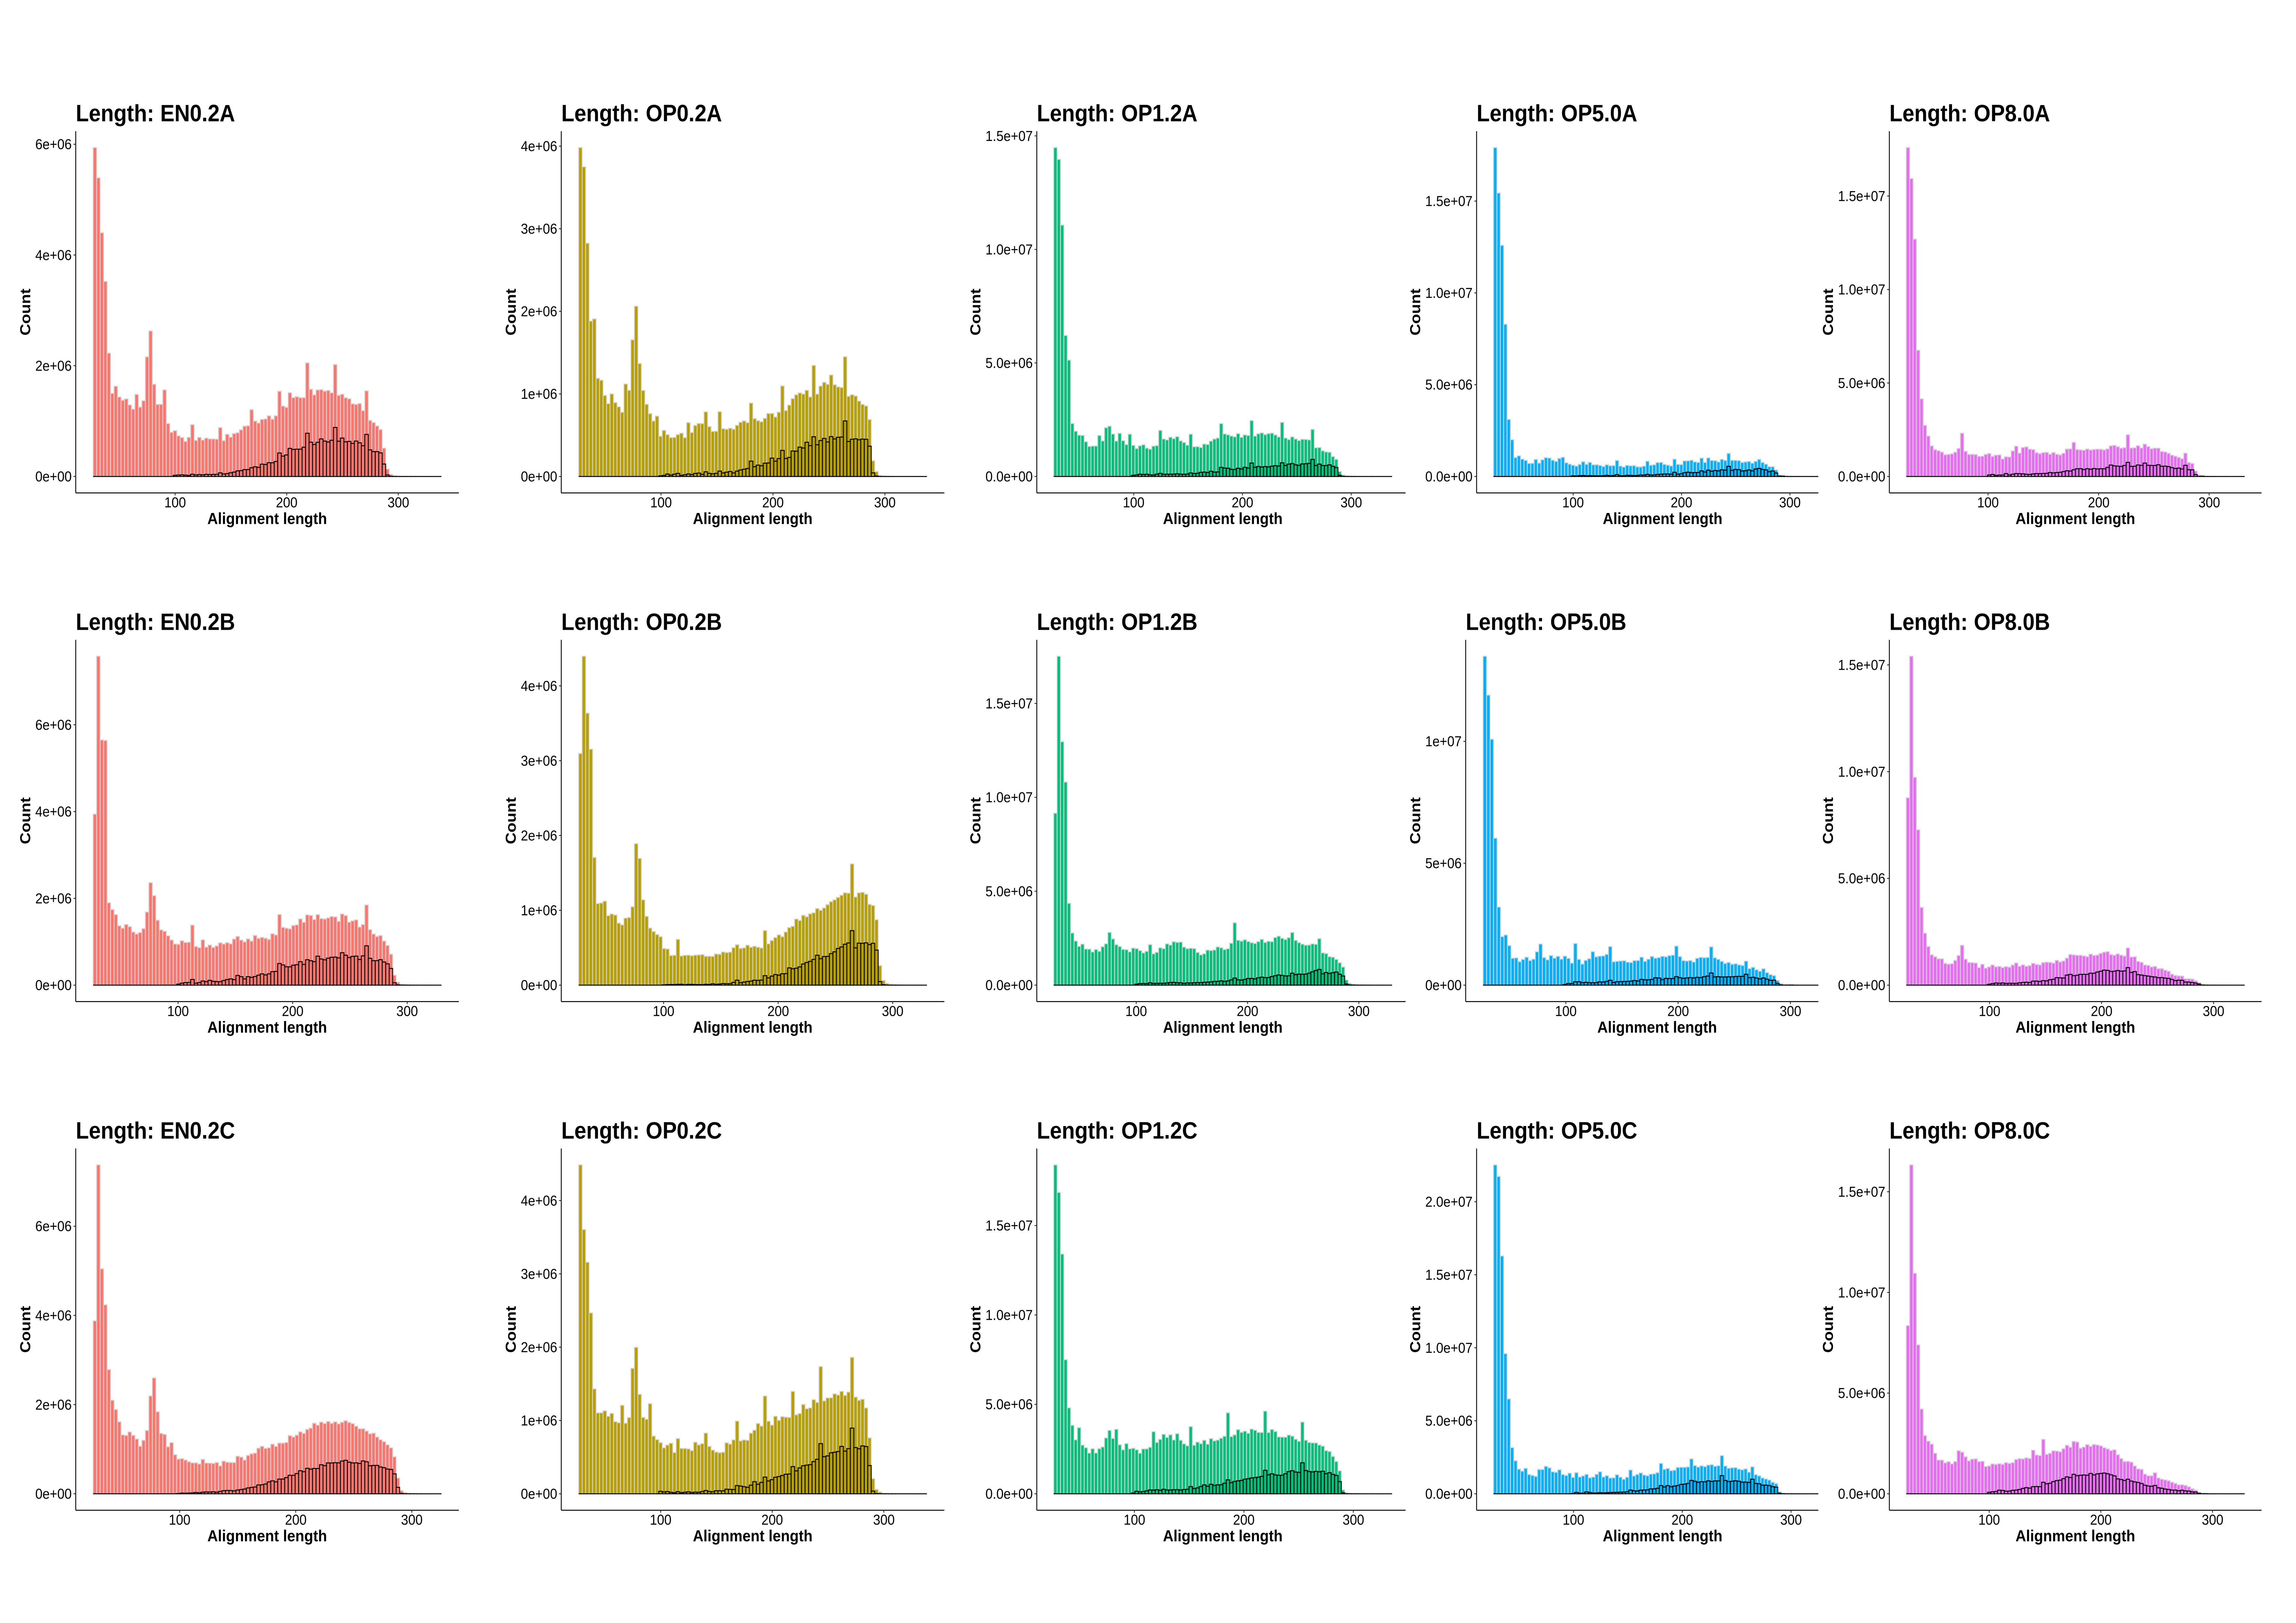 Length: EN0.2A
6e+06
4e+06
2e+06
0e+00
Count
100 200 300
Alignment length
Length: OP0.2A
4e+06
3e+06
2e+06
1e+06
0e+00
Count
100 200 300
Alignment length
Length: OP1.2A
1.5e+07
1.0e+07
5.0e+06
0.0e+00
Count
100 200 300
Alignment length
Length: OP5.0A
1.5e+07
1.0e+07
5.0e+06
0.0e+00
Count
100 200 300
Alignment length
Length: OP8.0A
1.5e+07
1.0e+07
5.0e+06
0.0e+00
Count
100 200 300
Alignment length
Length: EN0.2B
6e+06
4e+06
2e+06
0e+00
Count
100 200 300
Alignment length
Length: OP0.2B
4e+06
3e+06
2e+06
1e+06
0e+00
Count
100 200 300
Alignment length
Length: OP1.2B
1.5e+07
1.0e+07
5.0e+06
0.0e+00
Count
100 200 300
Alignment length
Length: OP5.0B
1e+07
5e+06
0e+00
Count
100 200 300
Alignment length
Length: OP8.0B
1.5e+07
1.0e+07
5.0e+06
0.0e+00
Count
100 200 300
Alignment length
Length: EN0.2C
6e+06
4e+06
2e+06
0e+00
Count
100 200 300
Alignment length
Length: OP0.2C
4e+06
3e+06
2e+06
1e+06
0e+00
Count
100 200 300
Alignment length
Length: OP1.2C
1.5e+07
1.0e+07
5.0e+06
0.0e+00
Count
100 200 300
Alignment length
Length: OP5.0C
2.0e+07
1.5e+07
1.0e+07
5.0e+06
0.0e+00
Count
100 200 300
Alignment length
Length: OP8.0C
1.5e+07
1.0e+07
5.0e+06
0.0e+00
Count
100 200 300
Alignment length